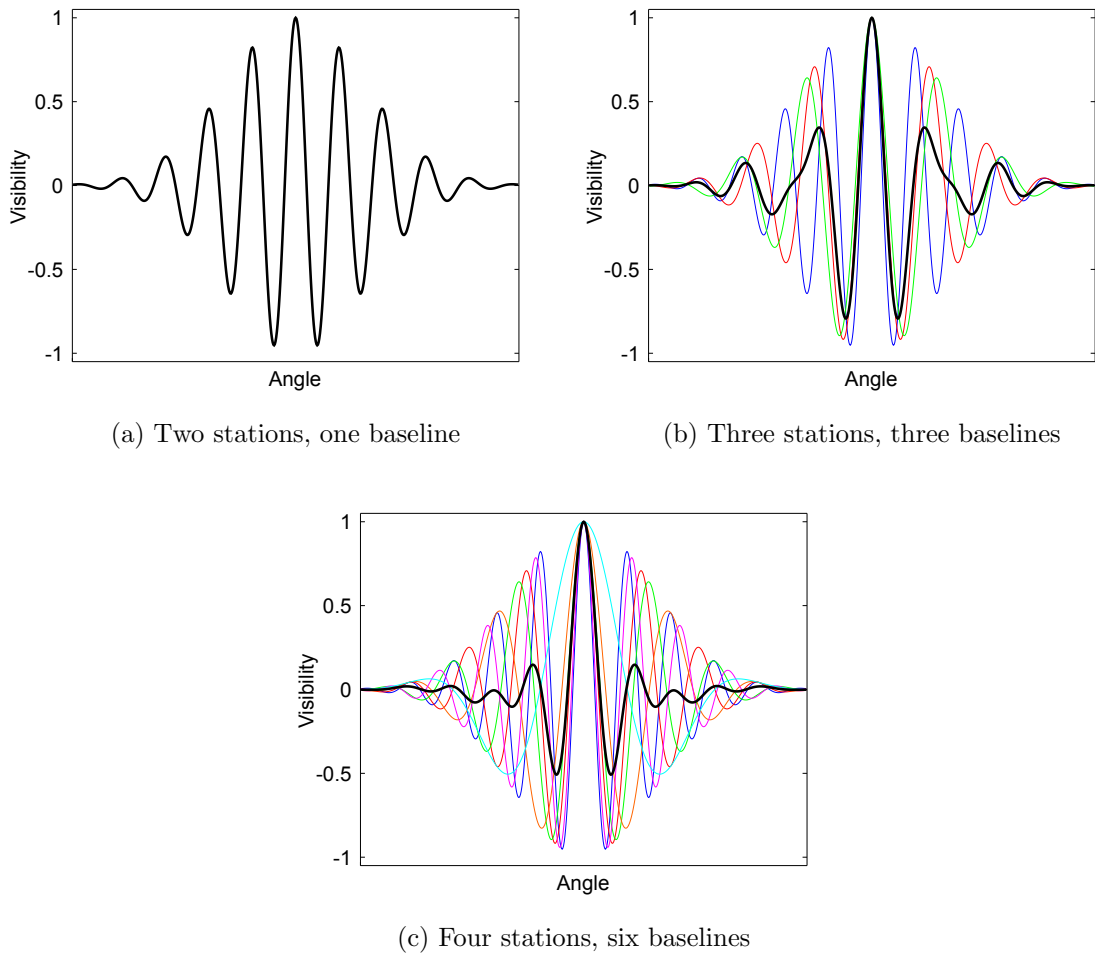 1
0.5
0
-0.5
-1
Visibility
Angle
(a) Two stations, one baseline
1
0.5
0
-0.5
-1
Visibility
Angle
(b) Three stations, three baselines
1
0.5
0
-0.5
-1
Visibility
Angle
(c) Four stations, six baselines